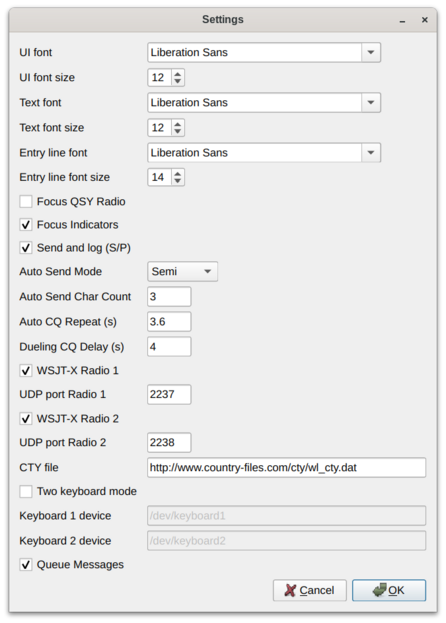 Settings
UI font Liberation Sans
UI font size 12
Text font Liberation Sans
Text font size 12
Entry line font Liberation Sans
Entry line font size 14
Focus QSY Radio
Focus Indicators
Send and log (S/P)
Auto Send Mode Semi
Auto Send Char Count 3
Auto CQ Repeat (s) 3.6
Dueling CQ Delay (s) 4
WSJT-X Radio 1
UDP port Radio 1 2237
WSJT-X Radio 2
UDP port Radio 2 2238
CTY file http://www.country-files.com/cty/wl_cty.dat
Two keyboard mode
Keyboard 1 device /dev/keyboard1
Keyboard 2 device /dev/keyboard2
Queue Messages
Cancel OK